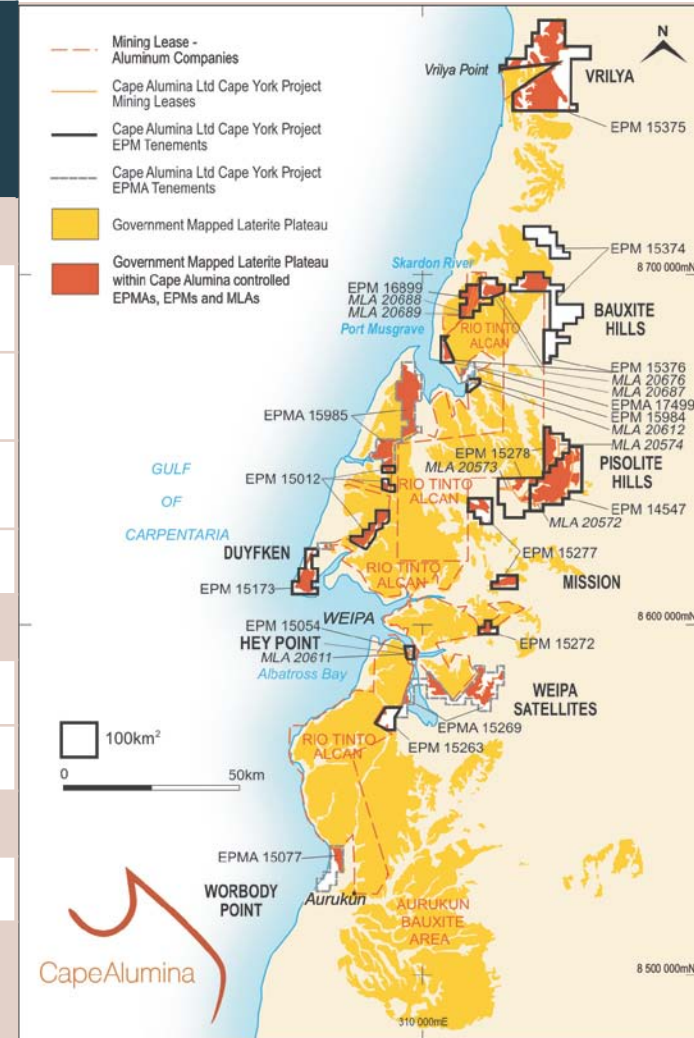 Mining Lease -
Aluminum Companies
Cape Alumina Ltd Cape York Project
Mining Leases
Cape Alumina Ltd Cape York Project
EPM Tenements
Cape Alumina Ltd Cape York Project
EPMA Tenements
Government Mapped Laterite Plateau
Government Mapped Laterite Plateau
within Cape Alumina controlled
EPMAs, EPMs and MLAs
N
Vrilya Point
VRILYA
EPM 15375
EPM 15374
8 700 000mN
Skardon River
EPM 16899
MLA 20688
MLA 20689
Port Musgrave
RIO TINTO
ALCAN
BAUXITE
HILLS
EPM 15376
MLA 20676
MLA 20687
EPMA 17499
EPM 15984
MLA 20612
MLA 20574
EPMA 15985
EPM 15278
MLA 20573
PISOLITE
HILLS
GULF
OF
CARPENTARIA
EPM 15012
RIO TINTO
ALCAN
EPM 14547
MLA 20572
DUYFKEN
EPM 15277
RIO TINTO
ALCAN
MISSION
EPM 15173
WEIPA
8 600 000mN
EPM 15054
HEY POINT
MLA 20611
Albatross Bay
EPM 15272
WEIPA
SATELLITES
EPMA 15269
EPM 15263
100km²
RIO TINTO
ALCAN
0
50km
EPMA 15077
WORBODY
POINT
Aurukun
AURUKUN
BAUXITE
AREA
CapeAlumina
8 500 000mN
310 000mE